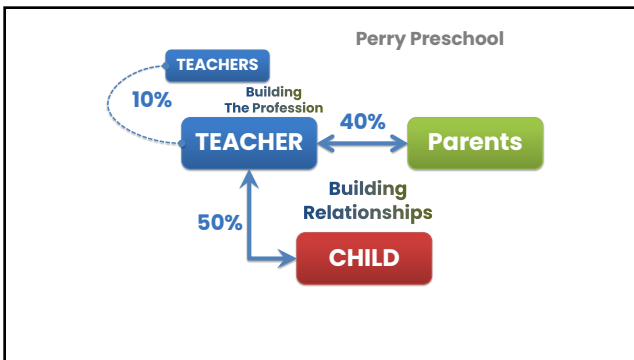 Perry Preschool
TEACHERS
Building
The Profession
10%
TEACHER
40%
Parents
Building
Relationships
50%
CHILD